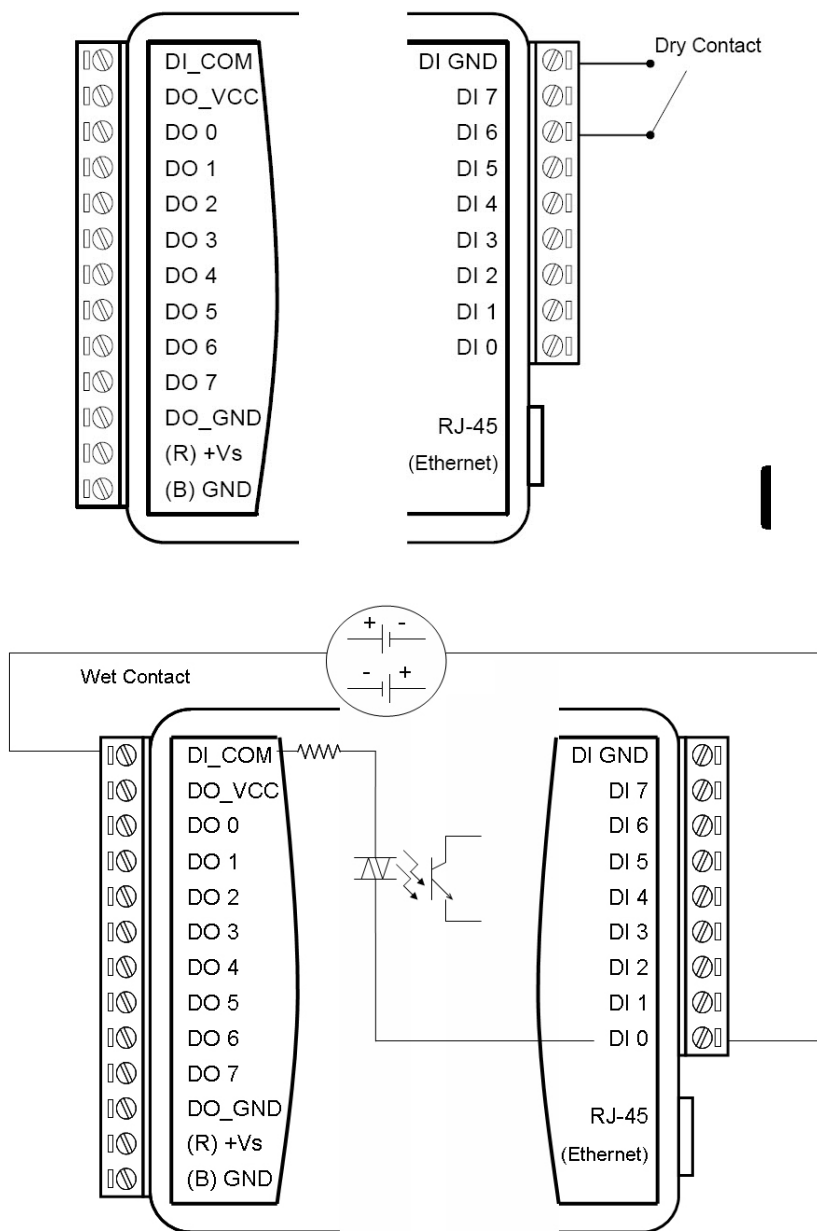 Dry Contact
DI_COM
DO_VCC
DO 0
DO 1
DO 2
DO 3
DO 4
DO 5
DO 6
DO 7
DO_GND
(R) +Vs
(B) GND
DI GND
DI 7
DI 6
DI 5
DI 4
DI 3
DI 2
DI 1
DI 0
RJ-45
(Ethernet)
+ -
- +
Wet Contact
DI_COM
DO_VCC
DO 0
DO 1
DO 2
DO 3
DO 4
DO 5
DO 6
DO 7
DO_GND
(R) +Vs
(B) GND
DI GND
DI 7
DI 6
DI 5
DI 4
DI 3
DI 2
DI 1
DI 0
RJ-45
(Ethernet)